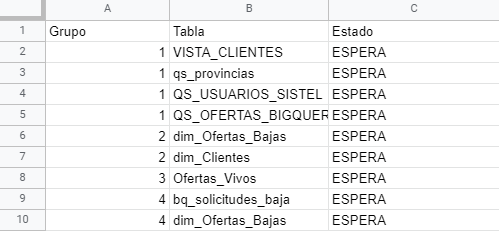 A B C
1 Grupo Tabla Estado
2 1 VISTA_CLIENTES ESPERA
3 1 qs_provincias ESPERA
4 1 QS_USUARIOS_SISTEL ESPERA
5 1 QS_OFERTAS_BIGQUER ESPERA
6 2 dim_Ofertas_Bajas ESPERA
7 2 dim_Clientes ESPERA
8 3 Ofertas_Vivos ESPERA
9 4 bq_solicitudes_baja ESPERA
10 4 dim_Ofertas_Bajas ESPERA